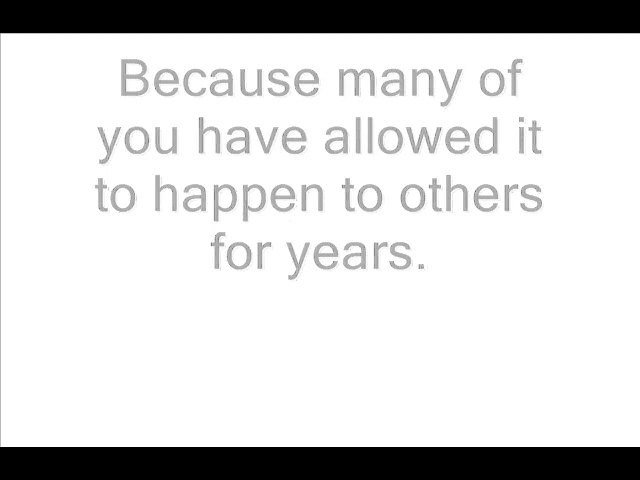 Because many of
you have allowed it
to happen to others
for years.